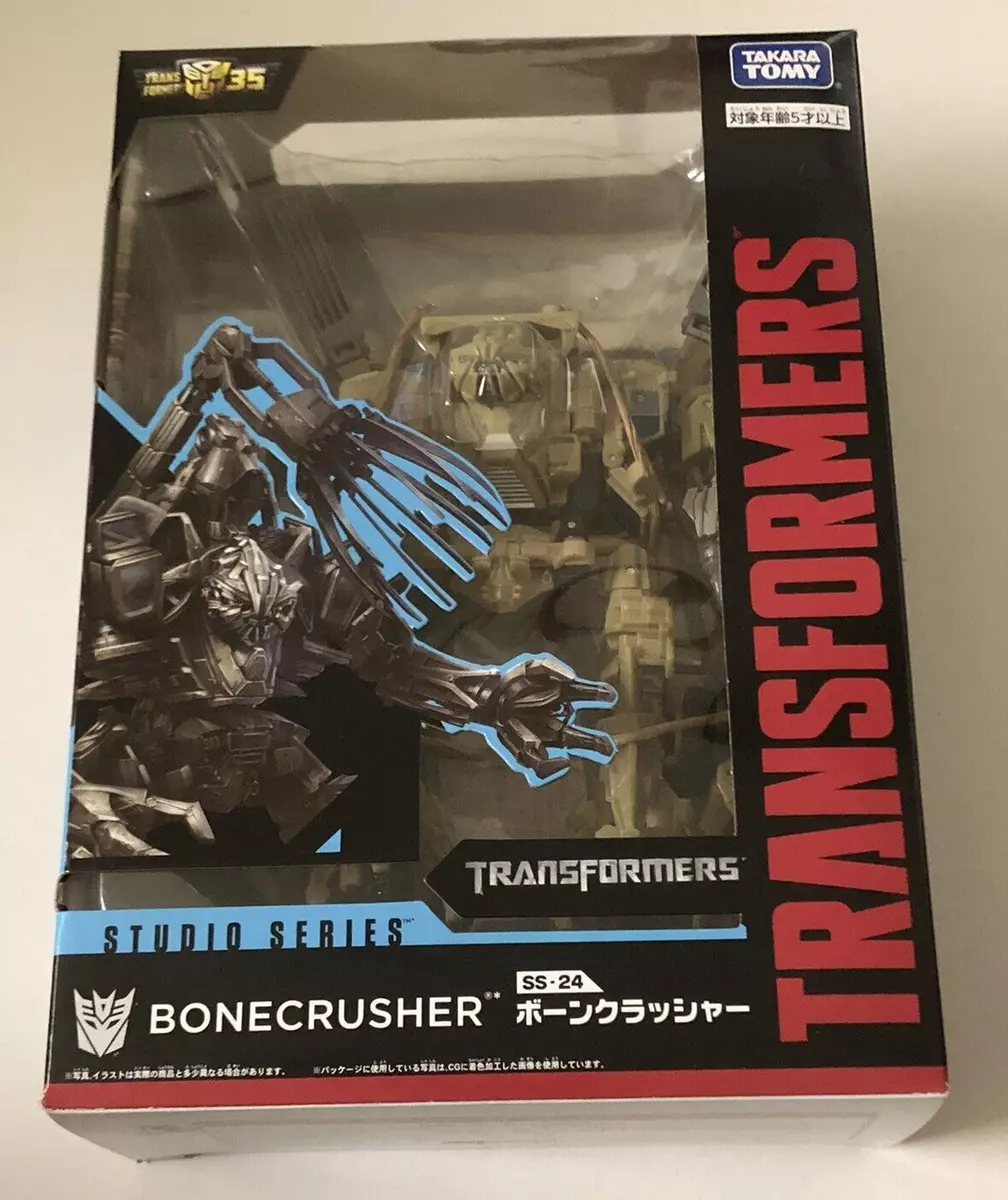 TRANS
FORMERS
35
TAKARA
TOMY
対象年齢5才以上
TRANSFORMERS
TRANSFORMERS
STUDIO SERIES™
BONECRUSHER®*
SS-24
ボーンクラッシャー
※写真、イラストは実際の商品と多少異なる場合があります。
※パッケージに使用している写真は、CGに着色加工した画像を使用しています。